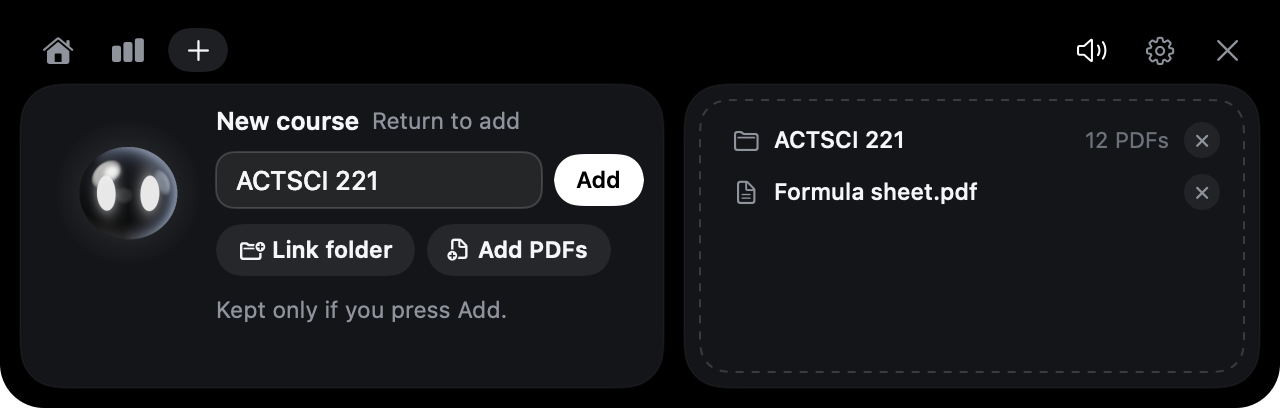 New course Return to add
ACTSCI 221
Add
Link folder
Add PDFs
Kept only if you press Add.
ACTSCI 221 12 PDFs
Formula sheet.pdf